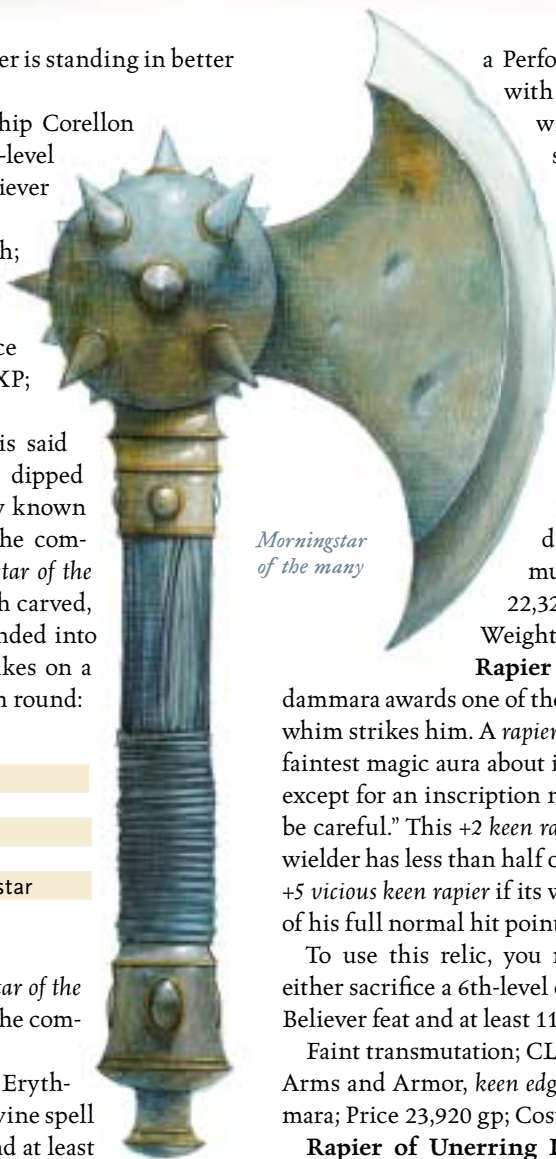 er is standing in better
hip Corellon
-level
iever
h;
ce
XP;
is said
dipped
y known
he com-
tar of the
h carved,
nded into
kes on a
n round:
star
tar of the
he com-
Eryth-
vine spell
nd at least
Morningstar
of the many
a Perfo
with
w
s
d
mu
22,32
Weight
Rapier
dammara awards one of the
whim strikes him. A rapier
faintest magic aura about i
except for an inscription n
be careful.” This +2 keen ra
wielder has less than half o
+5 vicious keen rapier if its w
of his full normal hit point
To use this relic, you
either sacrifice a 6th-level
Believer feat and at least 11
Faint transmutation; CL
Arms and Armor, keen edg
mara; Price 23,920 gp; Cos
Rapier of Unerring